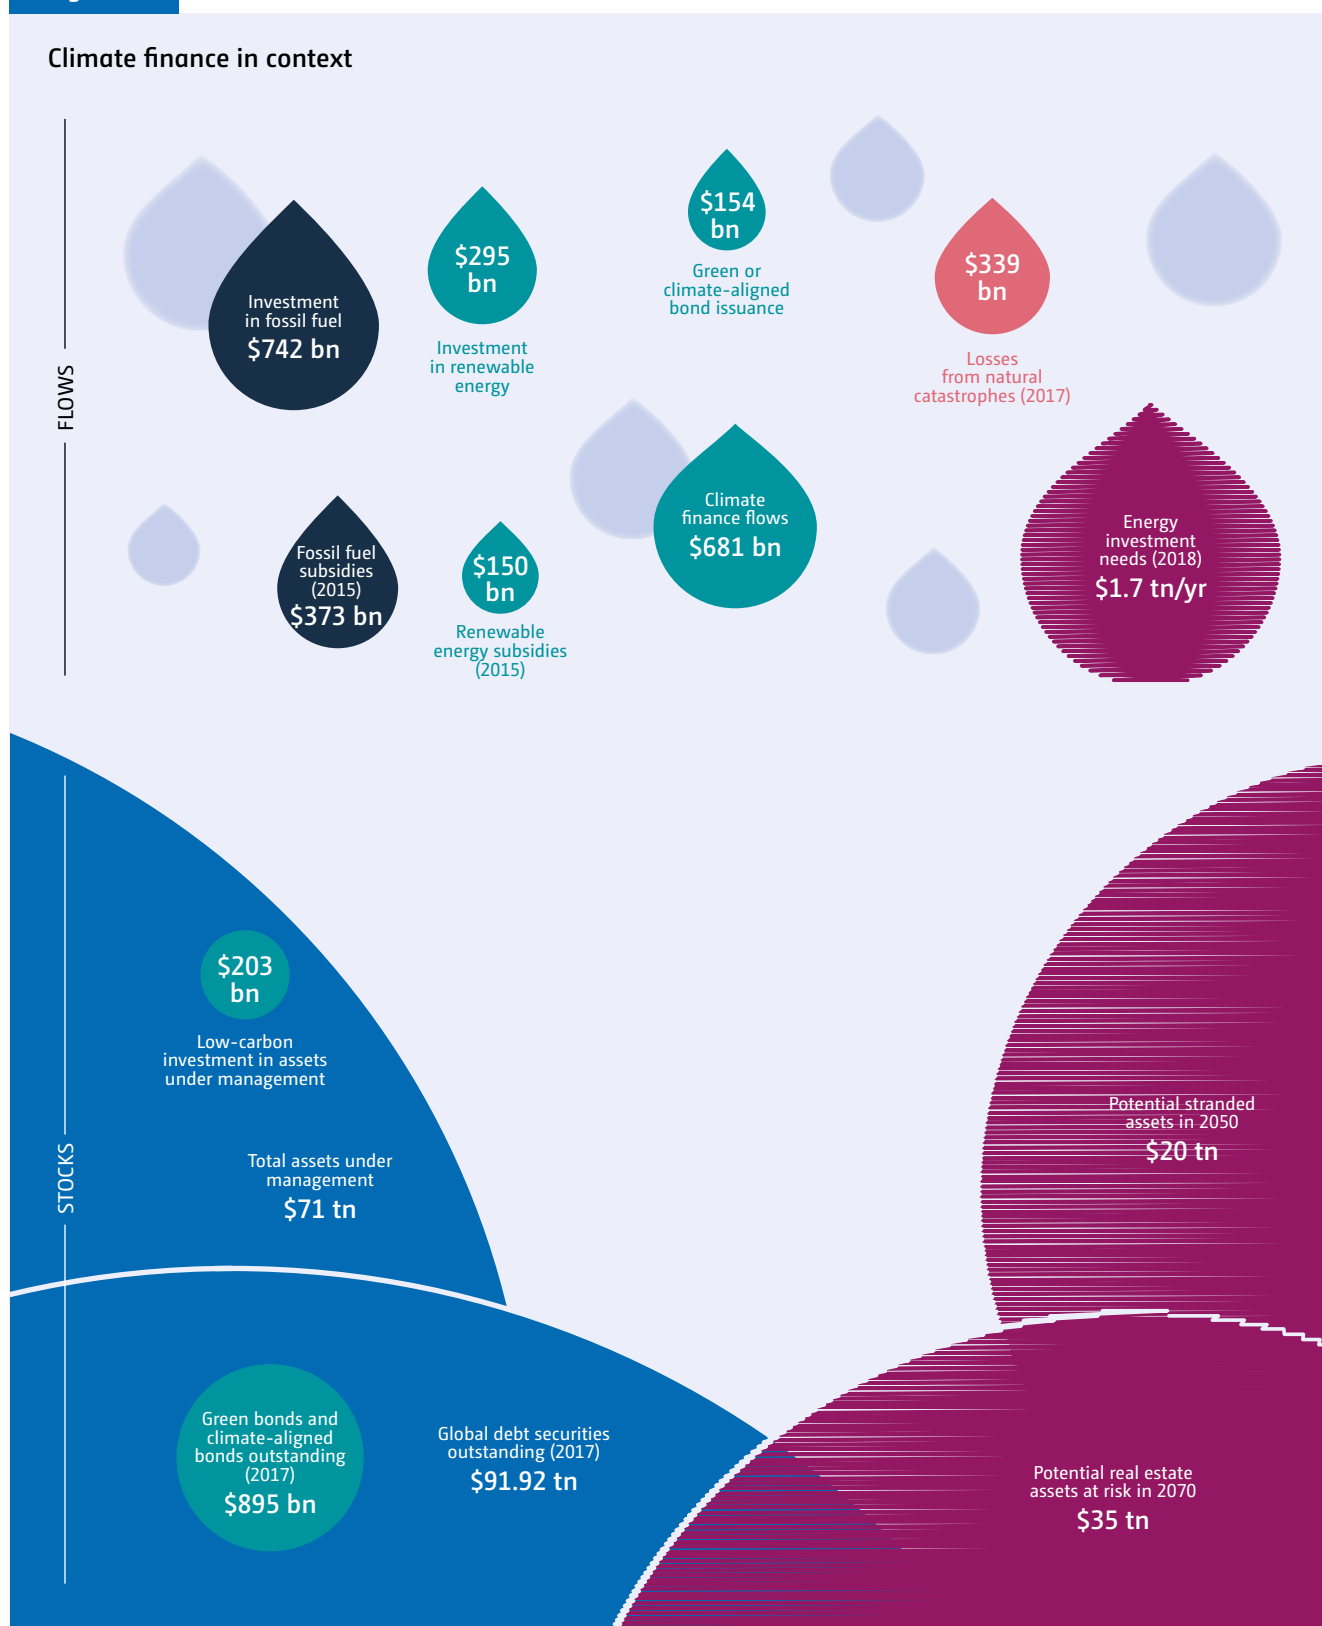 Climate finance in context
FLOWS
Investment
in fossil fuel
$742 bn
$295
bn
Investment
in renewable
energy
$154
bn
Green or
climate-aligned
bond issuance
$339
bn
Losses
from natural
catastrophes (2017)
Fossil fuel
subsidies
(2015)
$373 bn
$150
bn
Renewable
energy subsidies
(2015)
Climate
finance flows
$681 bn
Energy
investment
needs (2018)
$1.7 tn/yr
STOCKS
$203
bn
Low-carbon
investment in assets
under management
Total assets under
management
$71 tn
Potential stranded
assets in 2050
$20 tn
Green bonds and
climate-aligned
bonds outstanding
(2017)
$895 bn
Global debt securities
outstanding (2017)
$91.92 tn
Potential real estate
assets at risk in 2070
$35 tn